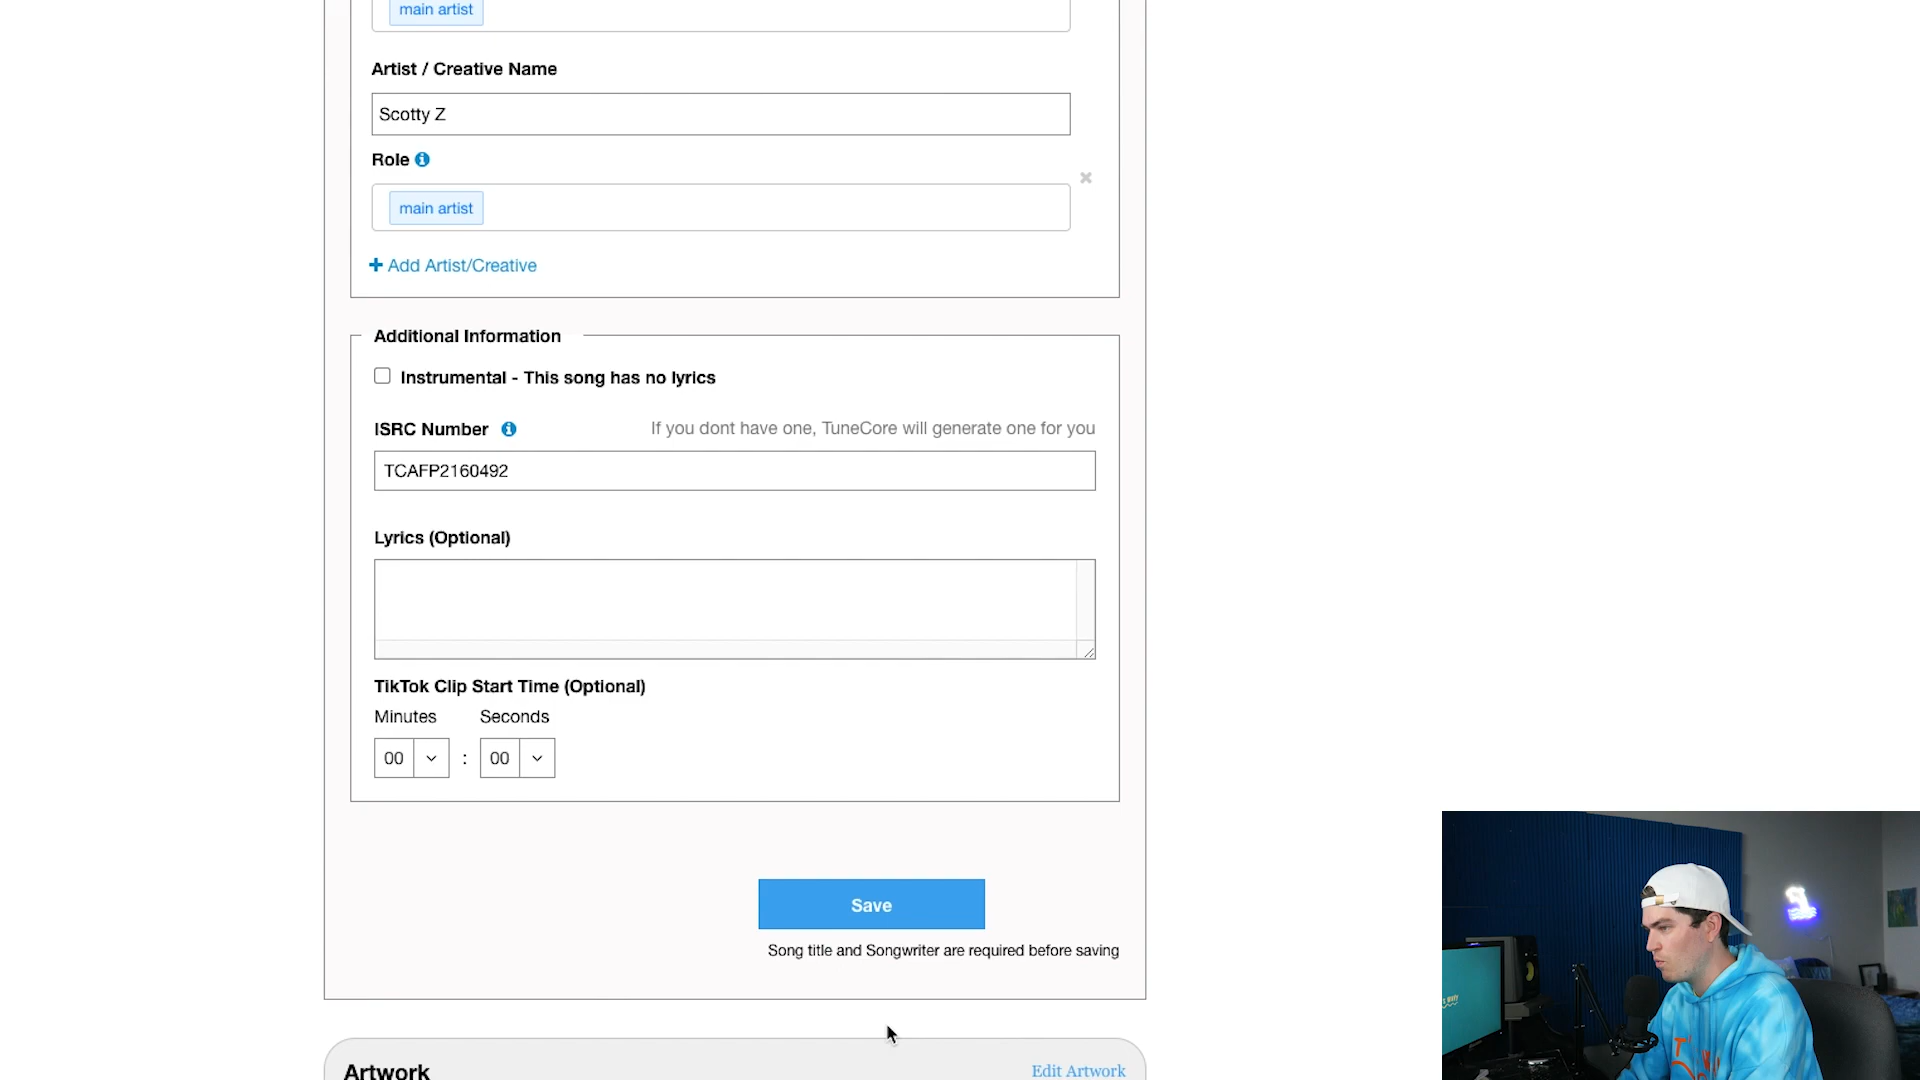 main artist
Artist / Creative Name
Scotty Z
Role
main artist
Add Artist/Creative
Additional Information
Instrumental - This song has no lyrics
ISRC Number
If you dont have one, TuneCore will generate one for you
TCAFP2160492
Lyrics (Optional)
TikTok Clip Start Time (Optional)
Minutes Seconds
00 : 00
Save
Song title and Songwriter are required before saving
Artwork
Edit Artwork